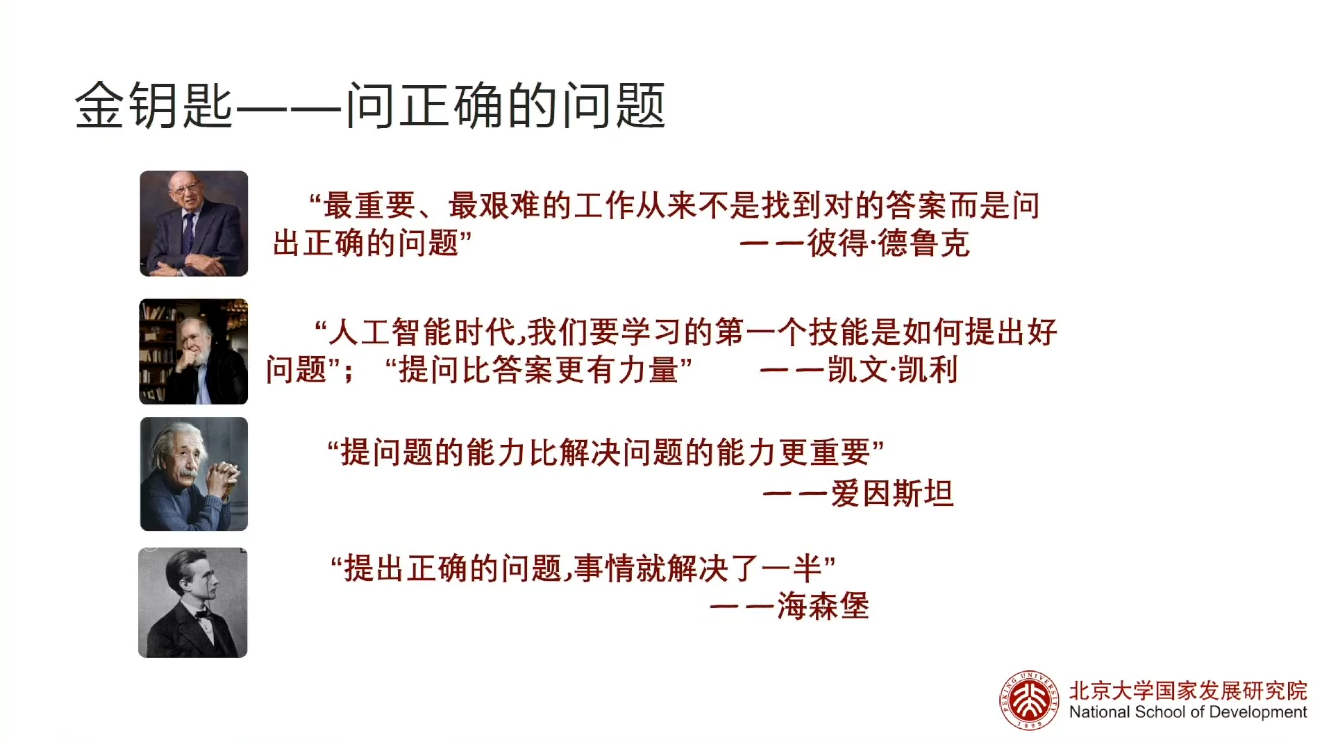 金钥匙——问正确的问题
“最重要、最艰难的工作从来不是找到对的答案而是问
出正确的问题” ——彼得·德鲁克
“人工智能时代,我们要学习的第一个技能是如何提出好
问题”; “提问比答案更有力量” ——凯文·凯利
“提问题的能力比解决问题的能力更重要”
——爱因斯坦
“提出正确的问题,事情就解决了一半”
——海森堡
PEKING UNIVERSITY
1898
北京大学国家发展研究院
National School of Development